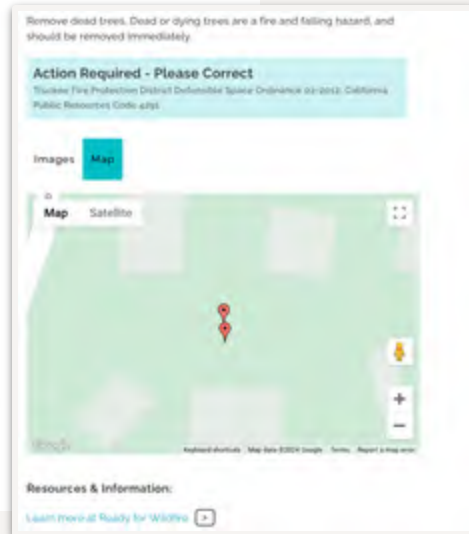 Remove dead trees. Dead or dying trees are a fire and falling hazard, and
should be removed immediately.
Action Required - Please Correct
Truckee Fire Protection District Defensible Space Ordinance 02-2012, California
Public Resources Code 4291
Images Map
Map Satellite
Google
Keyboard shortcuts Map data ©2024 Google Terms Report a map error
Resources & Information:
Learn more at Ready for Wildfire